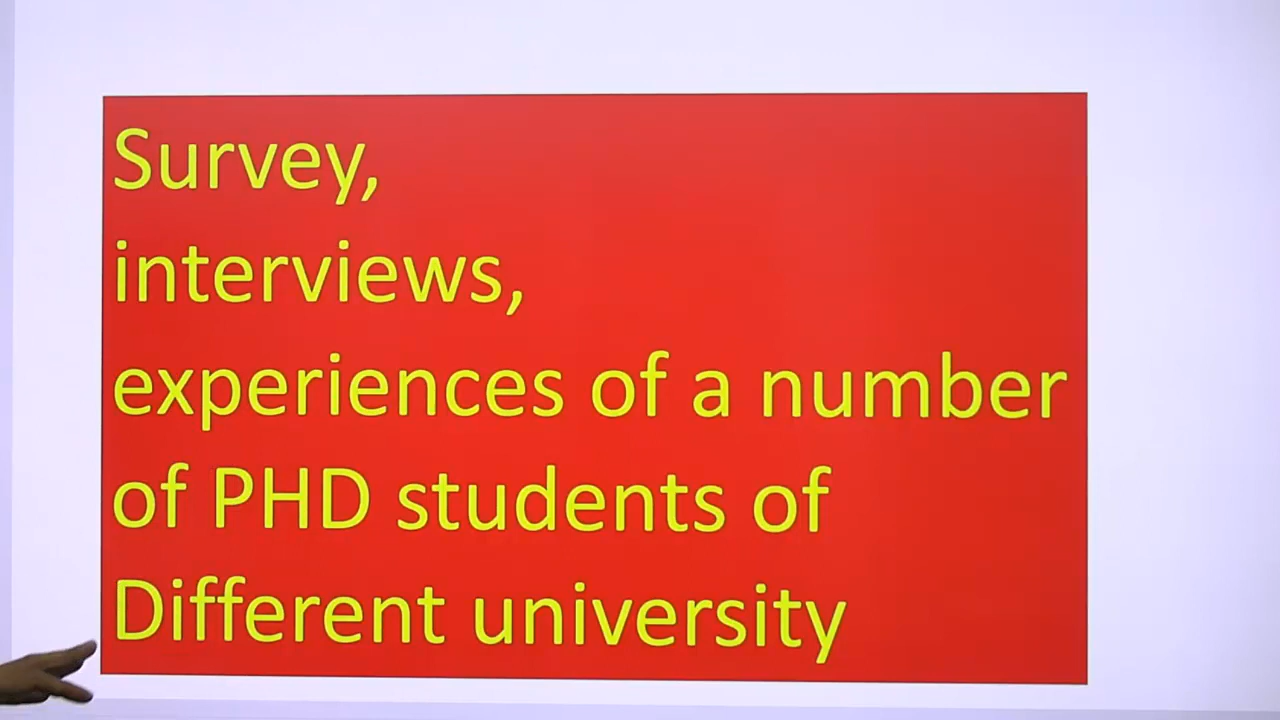 Survey,
interviews,
experiences of a number
of PHD students of
Different university